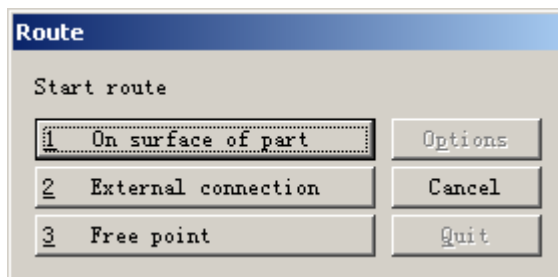 Route
Start route
1 On surface of part
Options
2 External connection
Cancel
3 Free point
Quit